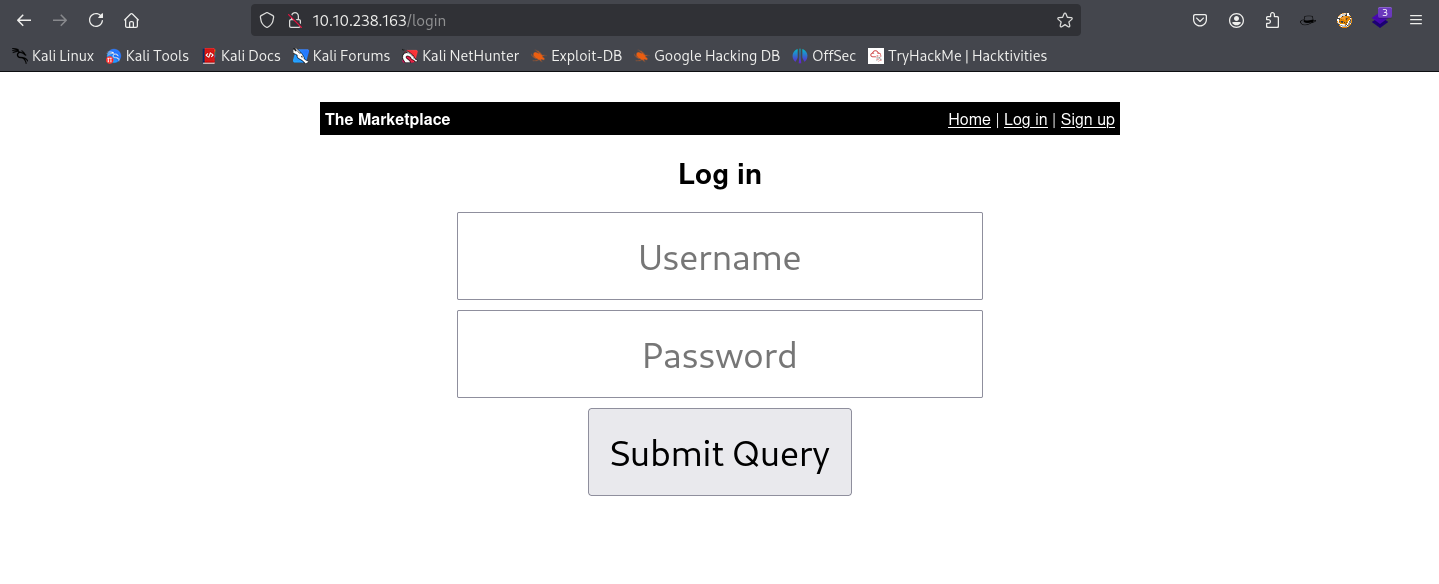 10.10.238.163/login
3
Kali Linux Kali Tools Kali Docs Kali Forums Kali NetHunter Exploit-DB Google Hacking DB OffSec TryHackMe | Hacktivities
The Marketplace Home | Log in | Sign up
Log in
Username
Password
Submit Query